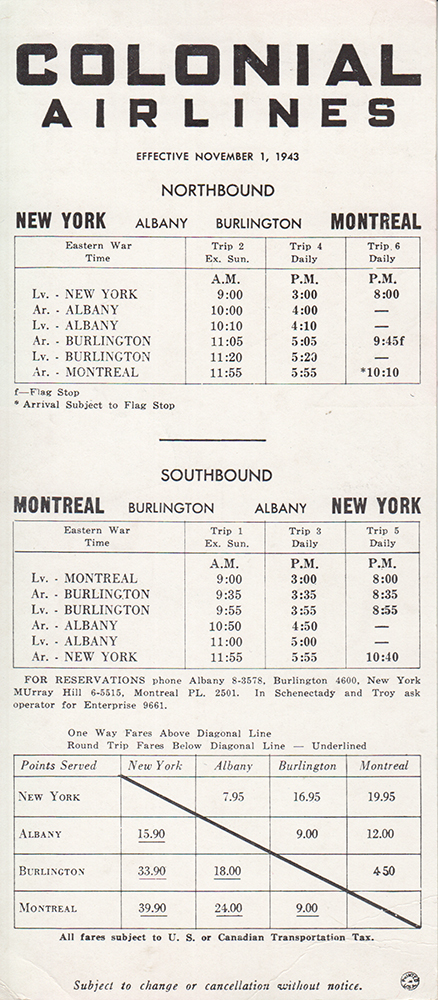 COLONIAL
AIRLINES
EFFECTIVE NOVEMBER 1, 1943
NORTHBOUND
NEW YORK ALBANY BURLINGTON MONTREAL
Eastern War Trip 2 Trip 4 Trip 6
Time Ex. Sun. Daily Daily
A.M. P.M. P.M.
Lv. - NEW YORK 9:00 3:00 8:00
Ar. - ALBANY 10:00 4:00 —
Lv. - ALBANY 10:10 4:10 —
Ar. - BURLINGTON 11:05 5:05 9:45f
Lv. - BURLINGTON 11:20 5:20 —
Ar. - MONTREAL 11:55 5:55 *10:10
f—Flag Stop
* Arrival Subject to Flag Stop
SOUTHBOUND
MONTREAL BURLINGTON ALBANY NEW YORK
Eastern War Trip 1 Trip 3 Trip 5
Time Ex. Sun. Daily Daily
A.M. P.M. P.M.
Lv. - MONTREAL 9:00 3:00 8:00
Ar. - BURLINGTON 9:35 3:35 8:35
Lv. - BURLINGTON 9:55 3:55 8:55
Ar. - ALBANY 10:50 4:50 —
Lv. - ALBANY 11:00 5:00 —
Ar. - NEW YORK 11:55 5:55 10:40
FOR RESERVATIONS phone Albany 8-3578, Burlington 4600, New York
MUrray Hill 6-5515, Montreal PL. 2501. In Schenectady and Troy ask
operator for Enterprise 9661.
One Way Fares Above Diagonal Line
Round Trip Fares Below Diagonal Line — Underlined
Points Served New York Albany Burlington Montreal
NEW YORK 7.95 16.95 19.95
ALBANY 15.90 9.00 12.00
BURLINGTON 33.90 18.00 4 50
MONTREAL 39.90 24.00 9.00
All fares subject to U. S. or Canadian Transportation Tax.
Subject to change or cancellation without notice.